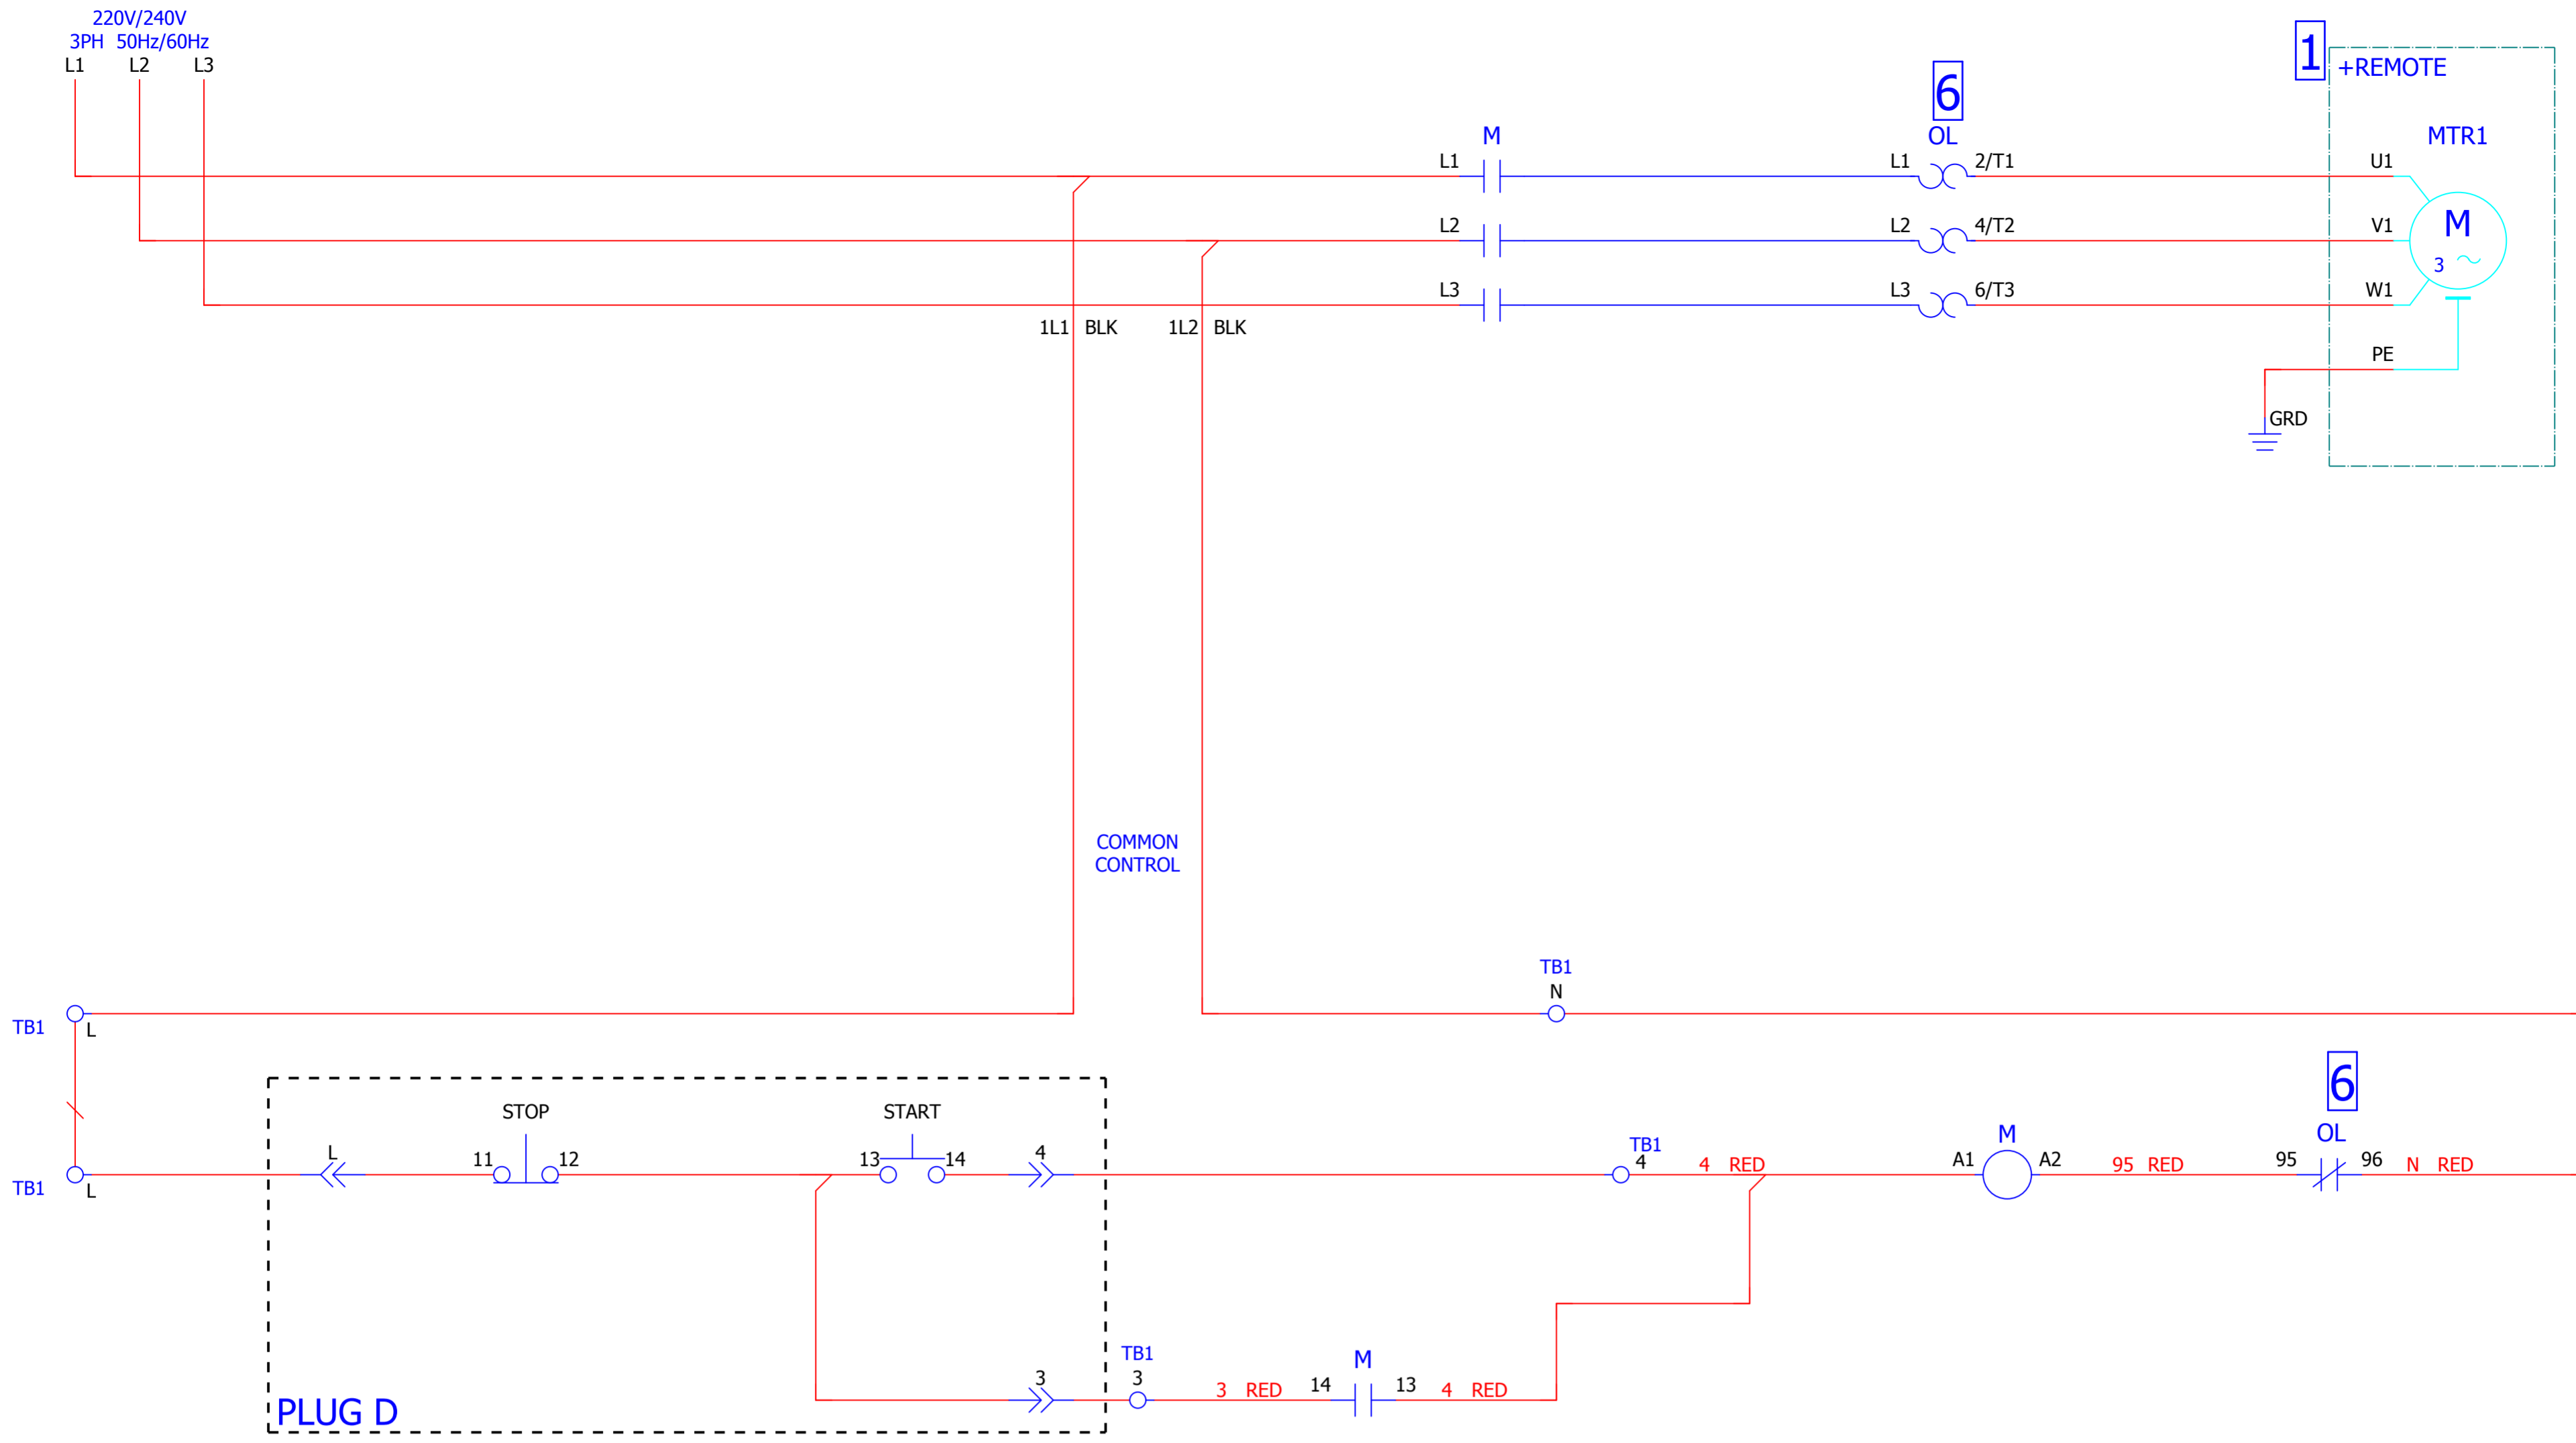 220V/240V
3PH 50Hz/60Hz
L1 L2 L3
1
+REMOTE
6
M OL MTR1
L1 L1 2/T1 U1
L2 L2 4/T2 V1
M
3
L3 L3 6/T3 W1
1L1 BLK 1L2 BLK
PE
GRD
COMMON
CONTROL
TB1
N
TB1 L
6
STOP START
M OL
L 11 12 13 14 4
TB1
4 4 RED A1 A2 95 RED 95 96 N RED
TB1 L
TB1 M
3 3 3 RED 14 13 4 RED
PLUG D